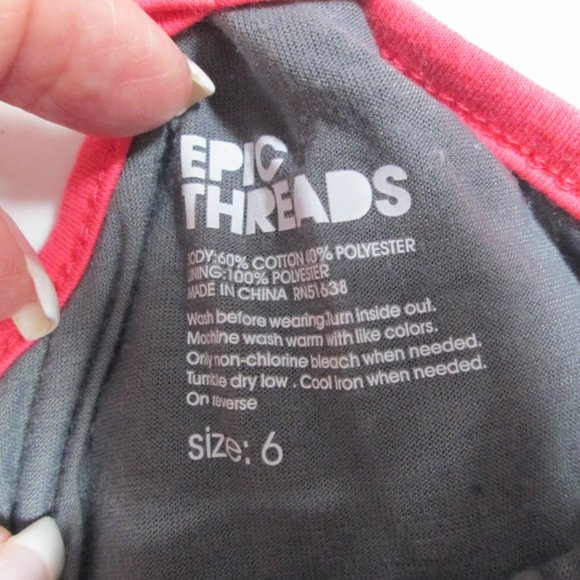 EPIC
THREADS
BODY:60% COTTON 40% POLYESTER
LINING:100% POLYESTER
MADE IN CHINA RN51638
Wash before wearing.Turn inside out.
Machine wash warm with like colors.
Only non-chlorine bleach when needed.
Tumble dry low . Cool iron when needed.
On reverse
size: 6